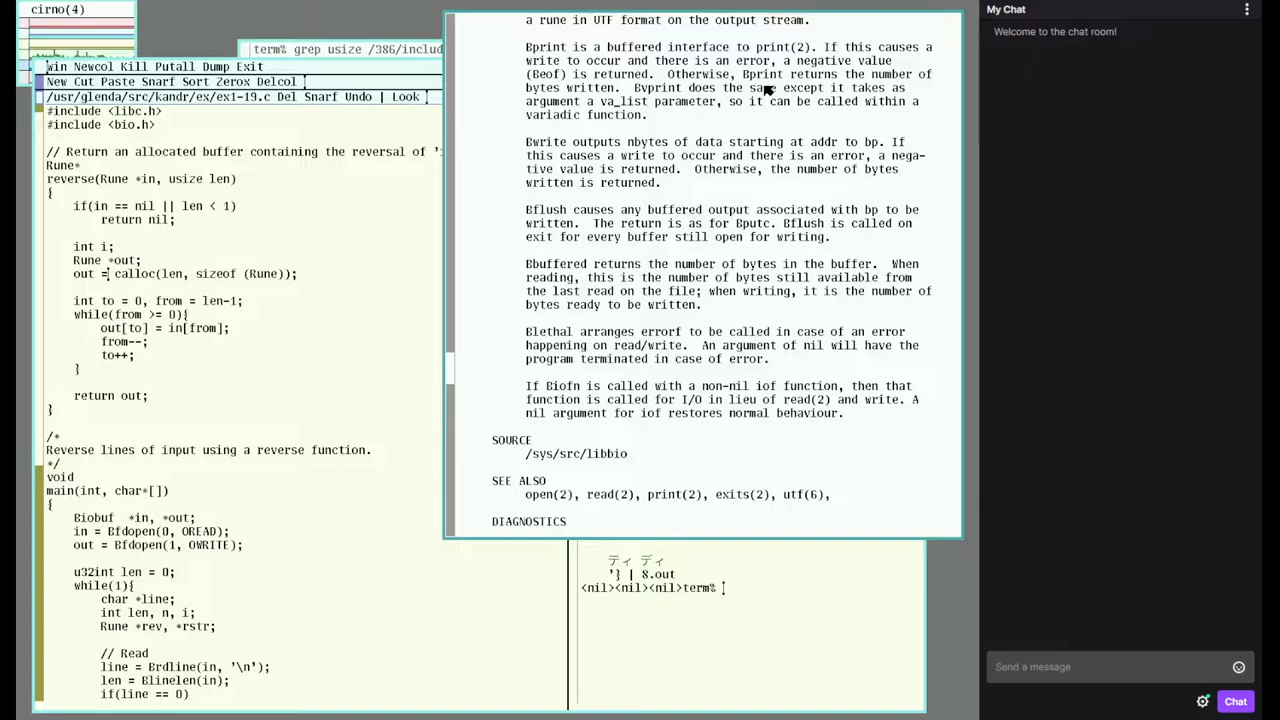 cirno(4)
term% grep usize /386/includ
win Newcol Kill Putall Dump Exit
New Cut Paste Snarf Sort Zerox Delcol
/usr/glenda/src/kandr/ex/ex1-19.c Del Snarf Undo | Look
#include <libc.h>
#include <bio.h>
// Return an allocated buffer containing the reversal of
Rune*
reverse(Rune *in, usize len)
{
if(in == nil || len < 1)
return nil;
int i;
Rune *out;
out = calloc(len, sizeof (Rune));
int to = 0, from = len-1;
while(from >= 0){
out[to] = in[from];
from--;
to++;
}
return out;
}
/*
Reverse lines of input using a reverse function.
*/
void
main(int, char*[])
{
Biobuf *in, *out;
in = Bfdopen(0, OREAD);
out = Bfdopen(1, OWRITE);
u32int len = 0;
while(1){
char *line;
int len, n, i;
Rune *rev, *rstr;
// Read
line = Brdline(in, '\n');
len = Blinelen(in);
if(line == 0)
a rune in UTF format on the output stream.
Bprint is a buffered interface to print(2). If this causes a
write to occur and there is an error, a negative value
(Beof) is returned. Otherwise, Bprint returns the number of
bytes written. Bvprint does the same except it takes as
argument a va_list parameter, so it can be called within a
variadic function.
Bwrite outputs nbytes of data starting at addr to bp. If
this causes a write to occur and there is an error, a nega-
tive value is returned. Otherwise, the number of bytes
written is returned.
Bflush causes any buffered output associated with bp to be
written. The return is as for Bputc. Bflush is called on
exit for every buffer still open for writing.
Bbuffered returns the number of bytes in the buffer. When
reading, this is the number of bytes still available from
the last read on the file; when writing, it is the number of
bytes ready to be written.
Blethal arranges errorf to be called in case of an error
happening on read/write. An argument of nil will have the
program terminated in case of error.
If Biofn is called with a non-nil iof function, then that
function is called for I/O in lieu of read(2) and write. A
nil argument for iof restores normal behaviour.
SOURCE
/sys/src/libbio
SEE ALSO
open(2), read(2), print(2), exits(2), utf(6),
DIAGNOSTICS
ティ ディ
'} | 8.out
<nil><nil><nil>term%
My Chat
Welcome to the chat room!
Send a message
Chat